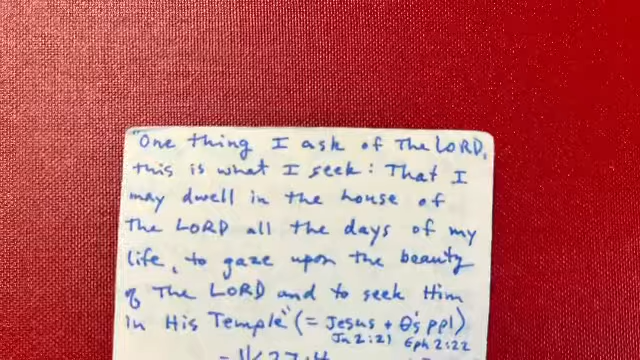 "One thing I ask of The LORD,
this is what I seek: That I
may dwell in the house of
the LORD all the days of my
life, to gaze upon the beauty
of The LORD and to seek Him
in His Temple" (= Jesus + Θ's ppl)
Jn 2:21 Eph 2:22
27:4